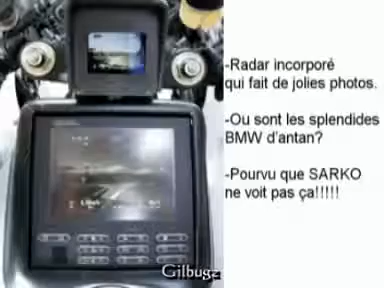 -Radar incorporé
qui fait de jolies photos.
-Ou sont les splendides
BMW d'antan?
-Pourvu que SARKO
ne voit pas ça!!!!!
Gilbugz